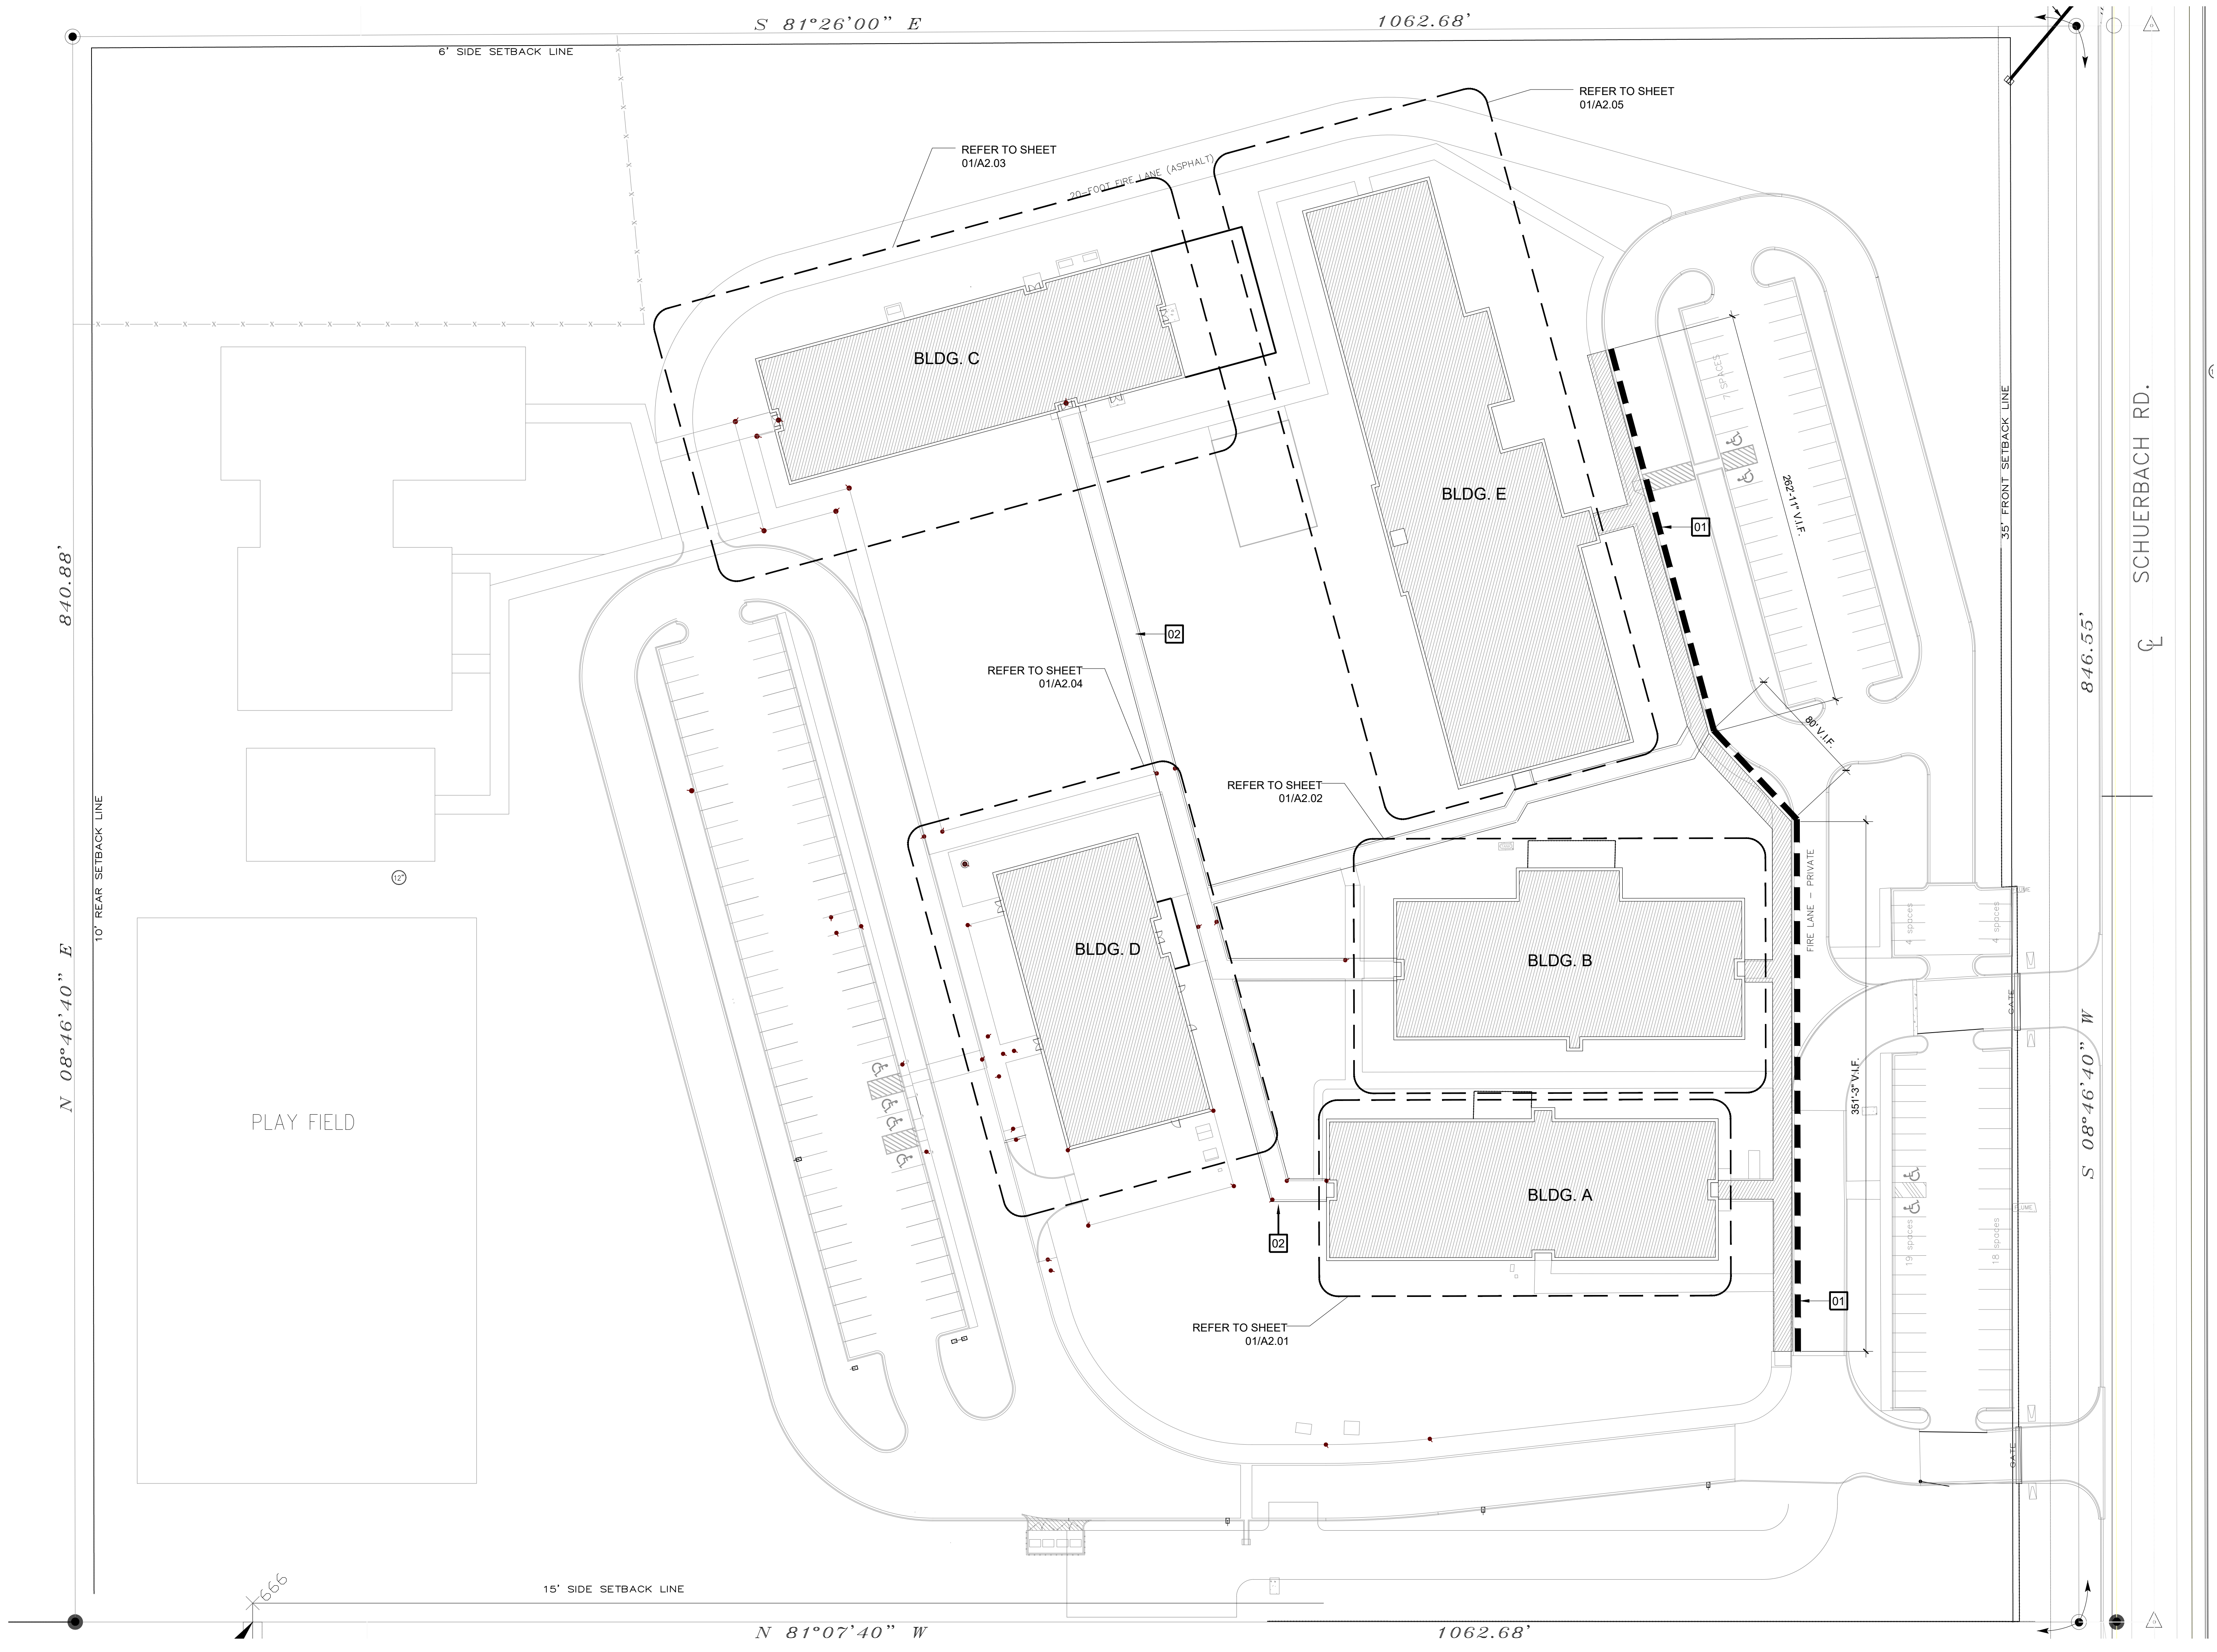 S 81°26'00" E
1062.68'
6' SIDE SETBACK LINE
REFER TO SHEET
01/A2.05
REFER TO SHEET
01/A2.03
20-FOOT FIRE LANE (ASPHALT)
BLDG. C
7 SPACES
SCHUERBACH RD.
35' FRONT SETBACK LINE
BLDG. E
262'-11" V.I.F.
01
840.88'
02
846.55'
REFER TO SHEET
01/A2.04
80' V.I.F.
REFER TO SHEET
01/A2.02
10' REAR SETBACK LINE
12"
FIRE LANE - PRIVATE
4 spaces
4 spaces
BLDG. D
BLDG. B
GATE
N 08°46'40" E
S 08°46'40" W
351'-3" V.I.F.
PLAY FIELD
BLDG. A
FLUME
19 spaces
18 spaces
02
01
REFER TO SHEET
01/A2.01
GATE
999
15' SIDE SETBACK LINE
N 81°07'40" W
1062.68'